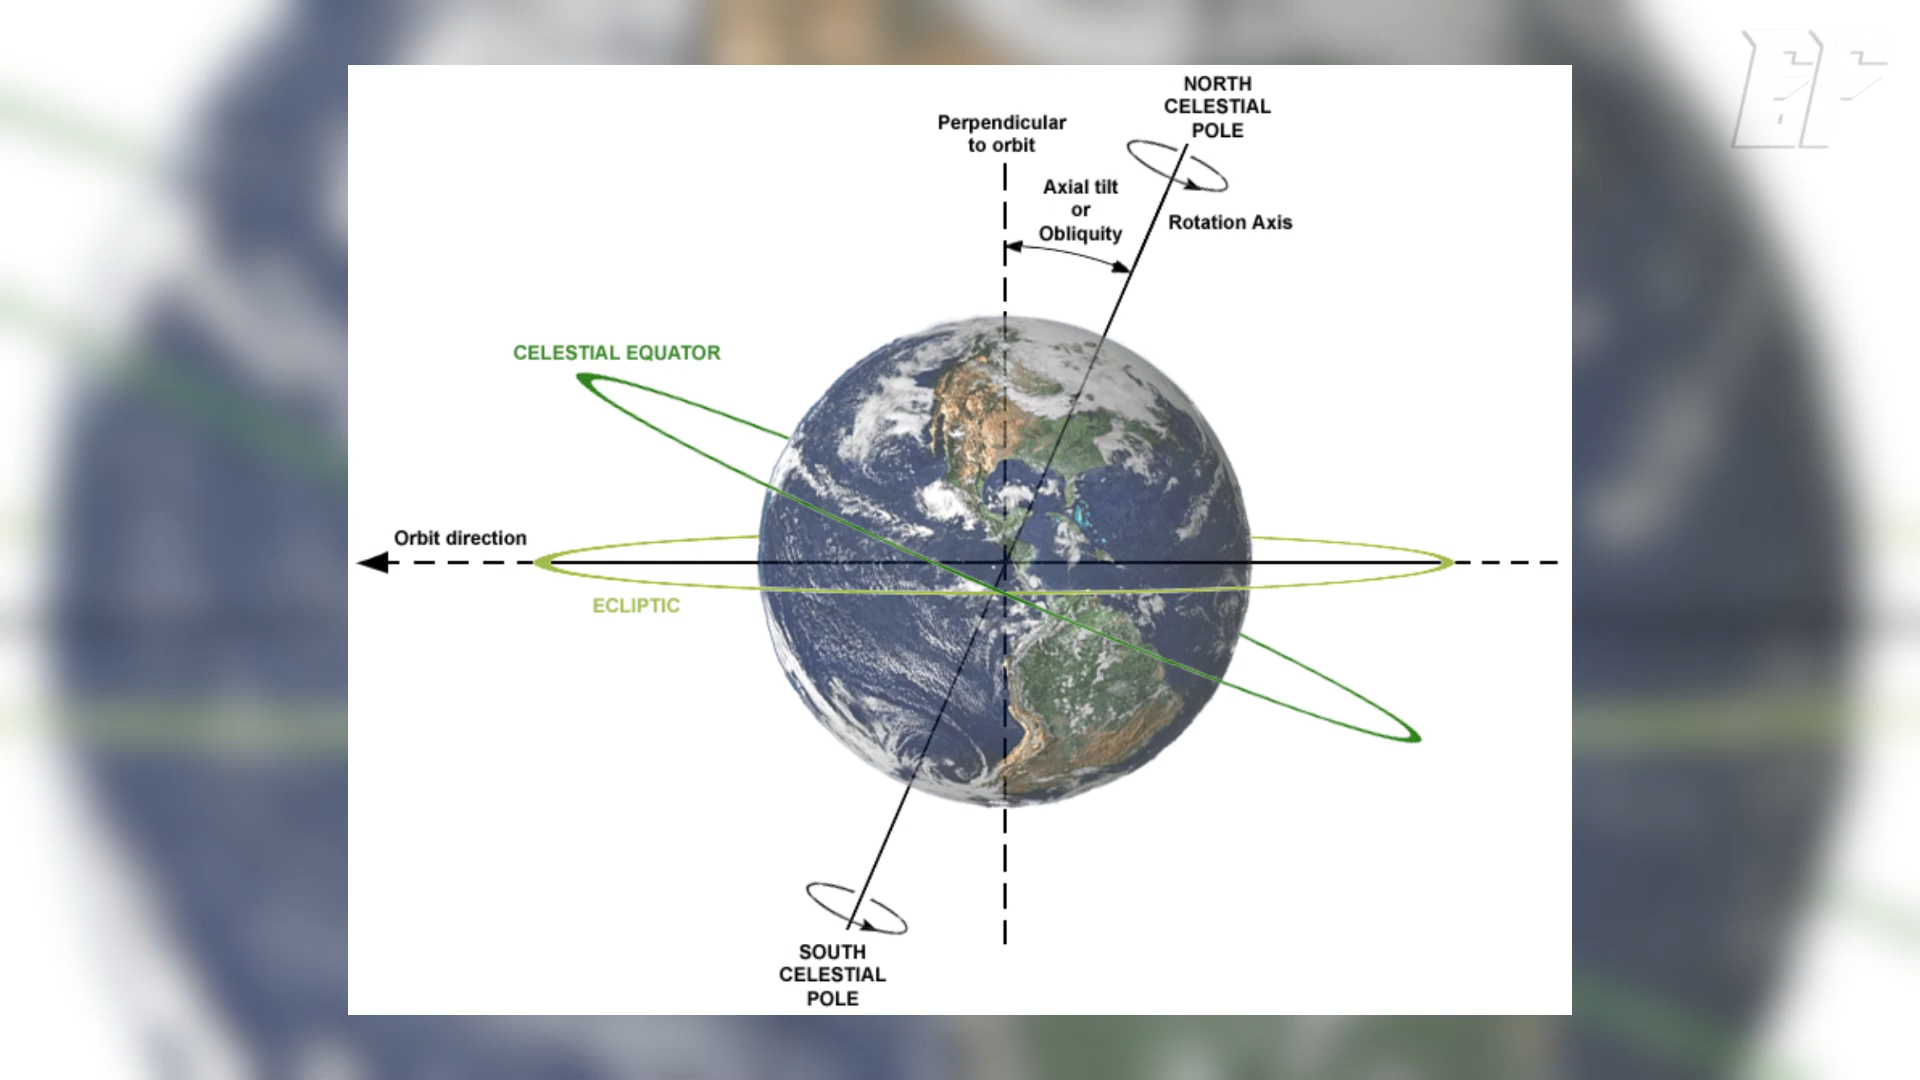 NORTH
CELESTIAL
POLE
Perpendicular
to orbit
Axial tilt
or
Obliquity
Rotation Axis
CELESTIAL EQUATOR
Orbit direction
ECLIPTIC
SOUTH
CELESTIAL
POLE